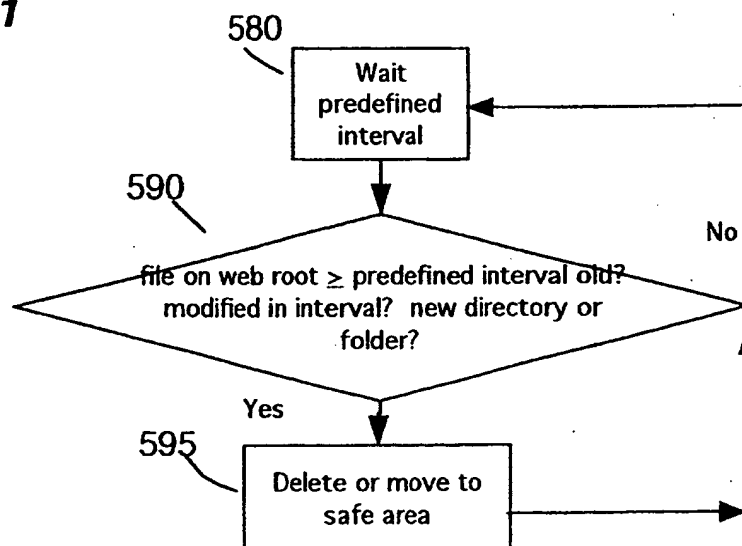 1
580
Wait
predefined
interval
590
No
file on web root ≥ predefined interval old?
modified in interval? new directory or
folder?
Yes
595
Delete or move to
safe area